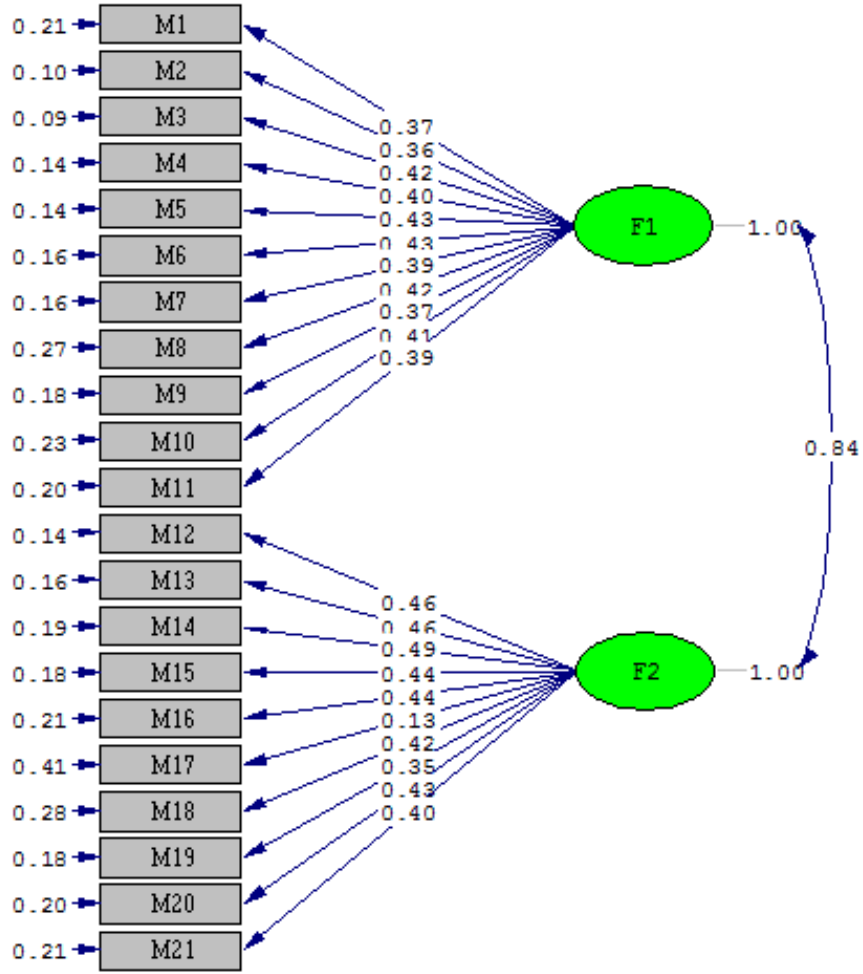 0.21 M1
0.10 M2
0.09 M3
0.37
0.36
0.14 M4
0.42
0.40
0.14 M5
0.43
F1 1.00
0.16 M6
0.43
0.39
0.16 M7
0.42
0.37
0.27 M8
0.41
0.39
0.18 M9
0.23 M10
0.84
0.20 M11
0.14 M12
0.16 M13
0.46
0.19 M14
0.46
0.49
0.18 M15
0.44
F2 1.00
0.21 M16
0.44
0.13
0.41 M17
0.42
0.35
0.28 M18
0.43
0.40
0.18 M19
0.20 M20
0.21 M21